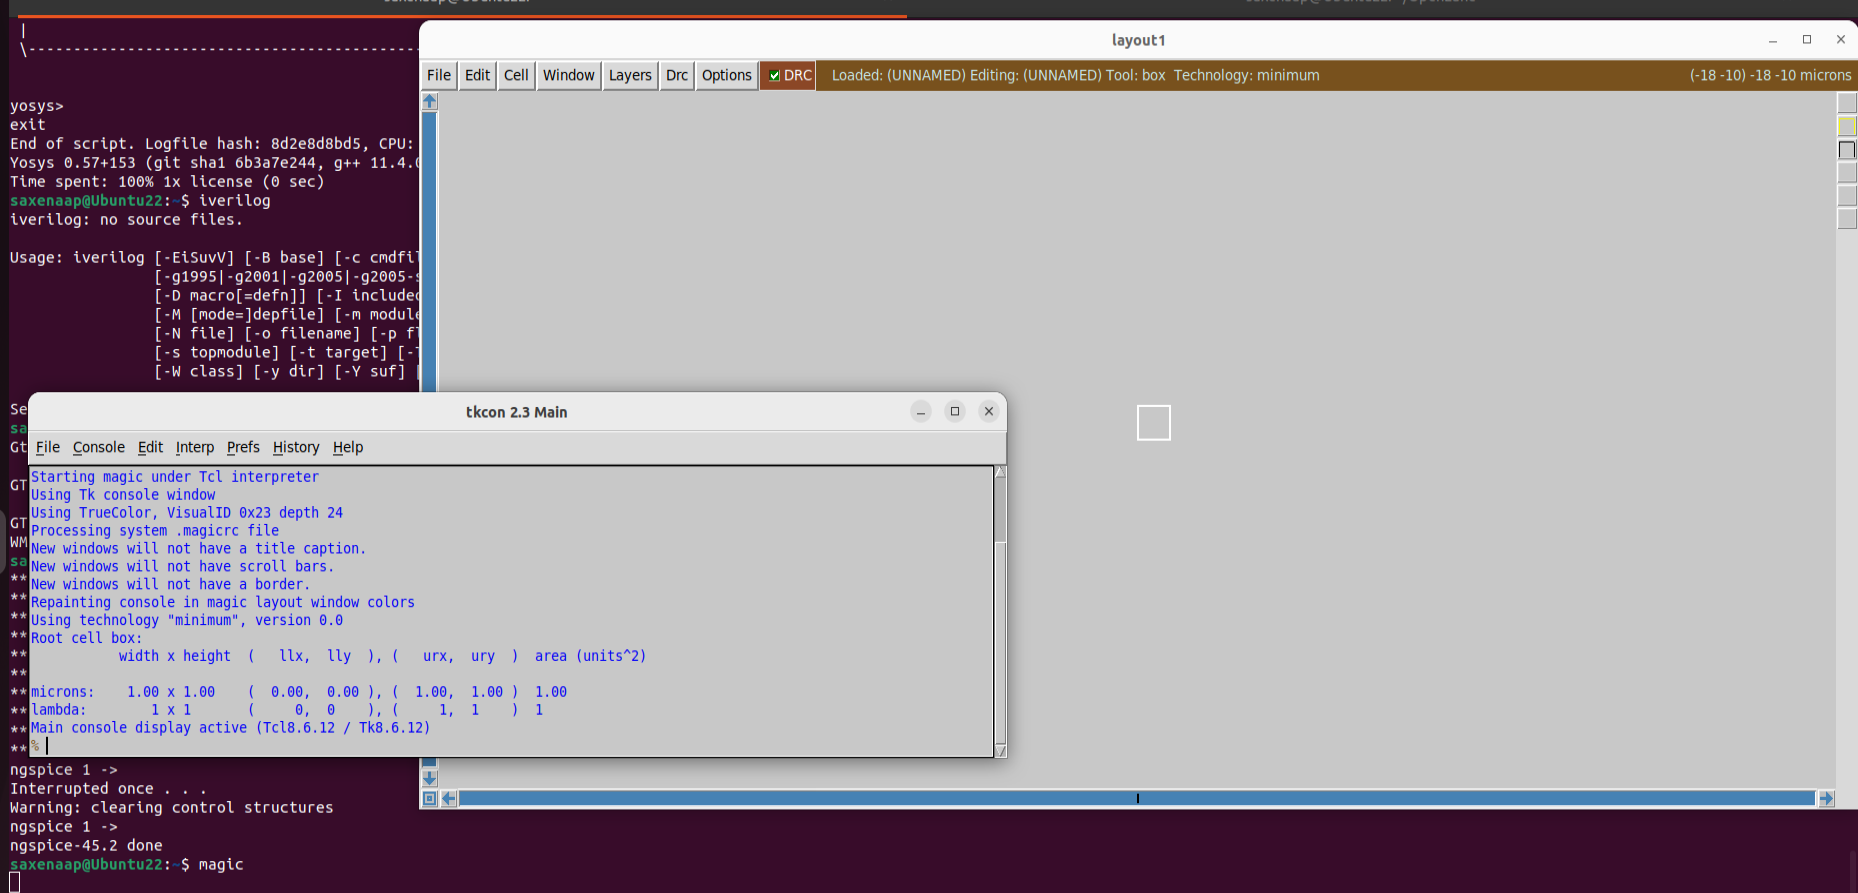 |
\--------------------------------------------
yosys>
exit
End of script. Logfile hash: 8d2e8d8bd5, CPU:
Yosys 0.57+153 (git sha1 6b3a7e244, g++ 11.4.0
Time spent: 100% 1x license (0 sec)
saxenaap@Ubuntu22:~$ iverilog
iverilog: no source files.
Usage: iverilog [-EiSuvV] [-B base] [-c cmdfil
[-g1995|-g2001|-g2005|-g2005-s
[-D macro[=defn]] [-I included
[-M [mode=]depfile] [-m module
[-N file] [-o filename] [-p fl
[-s topmodule] [-t target] [-T
[-W class] [-y dir] [-Y suf] [
Se
sa
Gt
GT
GT
WM
sa
**
**
**
**
**
**
**
**
**
**
ngspice 1 ->
Interrupted once . . .
Warning: clearing control structures
ngspice 1 ->
ngspice-45.2 done
saxenaap@Ubuntu22:~$ magic
layout1
File Edit Cell Window Layers Drc Options DRC Loaded: (UNNAMED) Editing: (UNNAMED) Tool: box Technology: minimum (-18 -10) -18 -10 microns
tkcon 2.3 Main
File Console Edit Interp Prefs History Help
Starting magic under Tcl interpreter
Using Tk console window
Using TrueColor, VisualID 0x23 depth 24
Processing system .magicrc file
New windows will not have a title caption.
New windows will not have scroll bars.
New windows will not have a border.
Repainting console in magic layout window colors
Using technology "minimum", version 0.0
Root cell box:
width x height ( llx, lly ), ( urx, ury ) area (units^2)
microns: 1.00 x 1.00 ( 0.00, 0.00 ), ( 1.00, 1.00 ) 1.00
lambda: 1 x 1 ( 0, 0 ), ( 1, 1 ) 1
Main console display active (Tcl8.6.12 / Tk8.6.12)
%